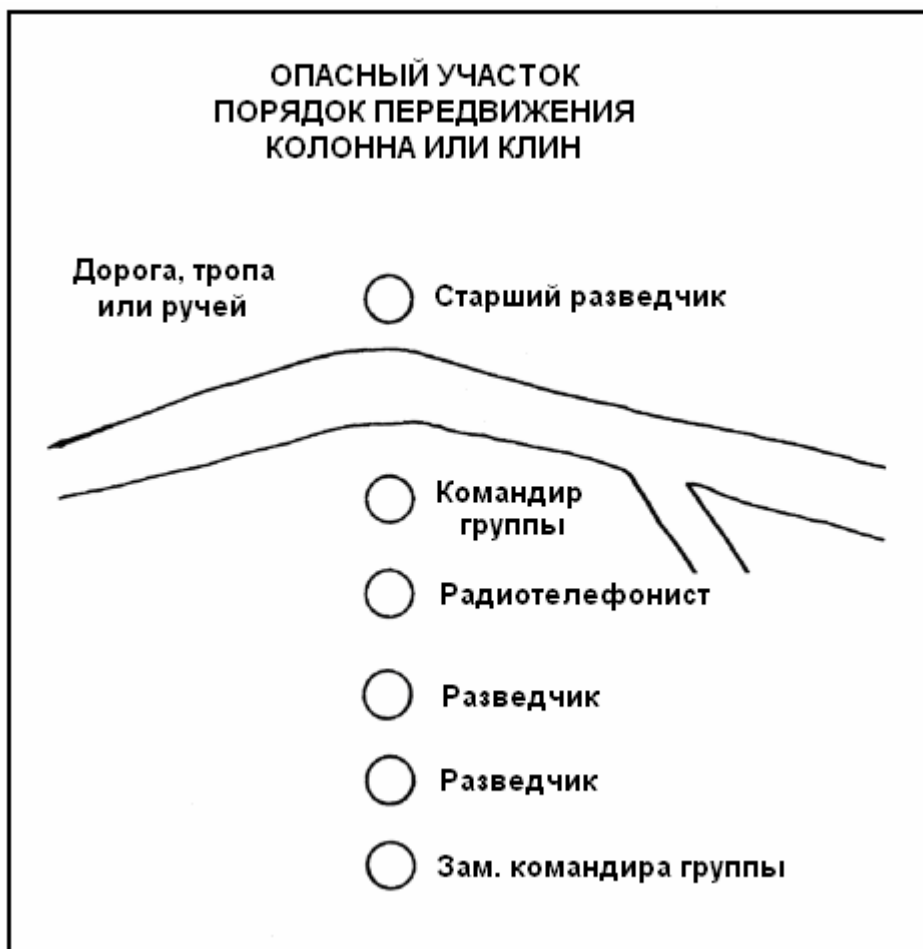 ОПАСНЫЙ УЧАСТОК
ПОРЯДОК ПЕРЕДВИЖЕНИЯ
КОЛОННА ИЛИ КЛИН
Дорога, тропа
или ручей
Старший разведчик
Командир
группы
Радиотелефонист
Разведчик
Разведчик
Зам. командира группы